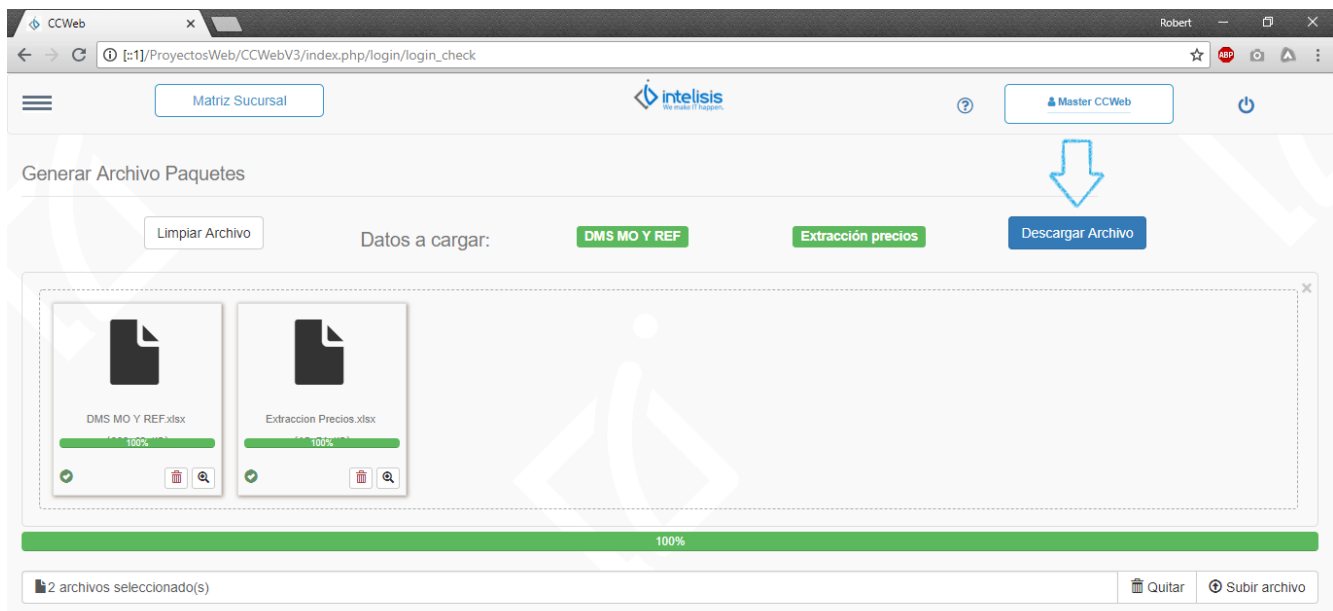 CCWeb
Robert
[::1]/ProyectosWeb/CCWebV3/index.php/login/login_check
ABP
Matriz Sucursal
intelisis
We make IT happen.
Master CCWeb
Generar Archivo Paquetes
Limpiar Archivo
Datos a cargar:
DMS MO Y REF
Extracción precios
Descargar Archivo
DMS MO Y REF.xlsx
Extraccion Precios.xlsx
100%
100%
100%
2 archivos seleccionado(s)
Quitar
Subir archivo